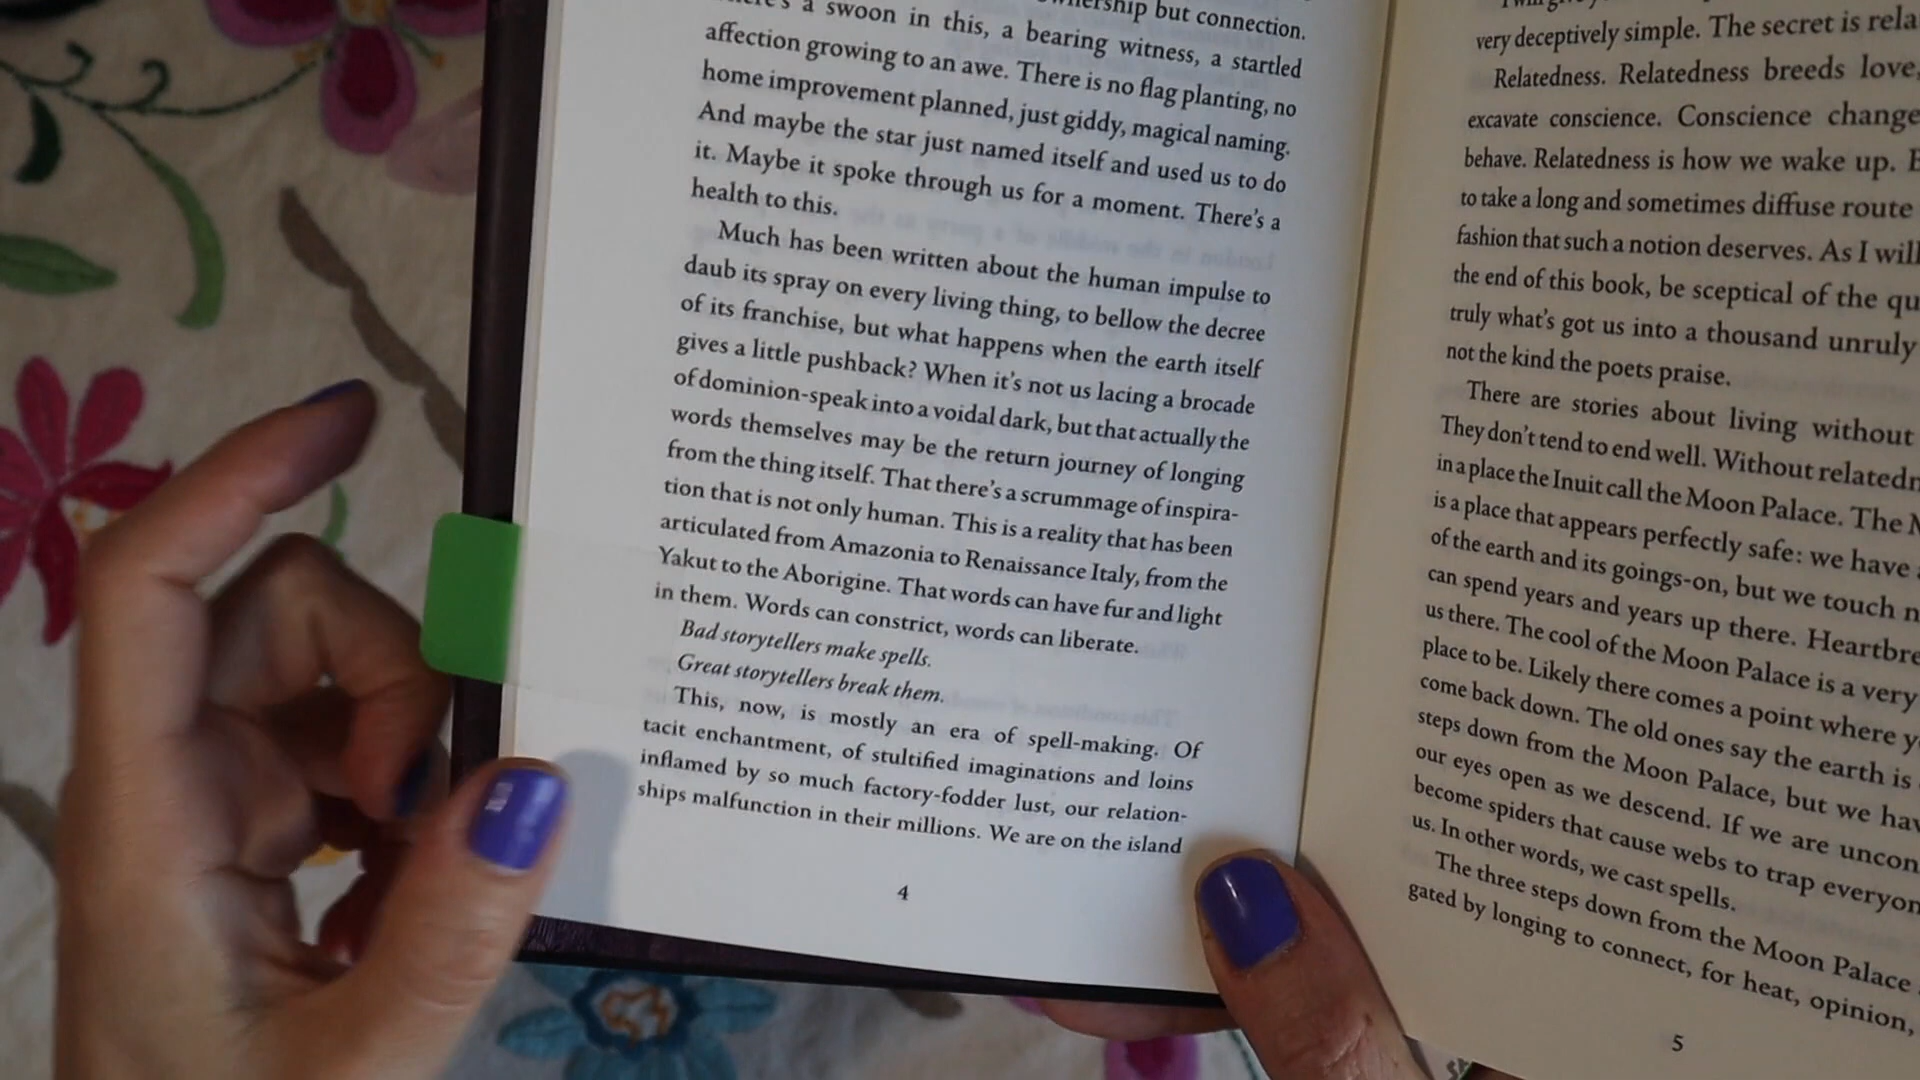 a swoon in this, a bearing witness, a startled
but connection.
affection growing to an awe. There is no flag planting, no
home improvement planned, just giddy, magical naming.
And maybe the star just named itself and used us to do
it. Maybe it spoke through us for a moment. There's a
health to this.
Much has been written about the human impulse to
daub its spray on every living thing, to bellow the decree
of its franchise, but what happens when the earth itself
gives a little pushback? When it's not us lacing a brocade
of dominion-speak into a voidal dark, but that actually the
words themselves may be the return journey of longing
from the thing itself. That there's a scrummage of inspira-
tion that is not only human. This is a reality that has been
articulated from Amazonia to Renaissance Italy, from the
Yakut to the Aborigine. That words can have fur and light
in them. Words can constrict, words can liberate.
Bad storytellers make spells.
Great storytellers break them.
This, now, is mostly an era of spell-making. Of
tacit enchantment, of stultified imaginations and loins
inflamed by so much factory-fodder lust, our relation-
ships malfunction in their millions. We are on the island
4
very deceptively simple. The secret is rela
Relatedness. Relatedness breeds love,
excavate conscience. Conscience change
behave. Relatedness is how we wake up.
to take a long and sometimes diffuse route
fashion that such a notion deserves. As I will
the end of this book, be sceptical of the qu
truly what's got us into a thousand unruly
not the kind the poets praise.
There are stories about living without
They don't tend to end well. Without relatedn
in a place the Inuit call the Moon Palace. The M
is a place that appears perfectly safe: we have a
of the earth and its goings-on, but we touch n
can spend years and years up there. Heartbre
us there. The cool of the Moon Palace is a very
place to be. Likely there comes a point where y
come back down. The old ones say the earth is
steps down from the Moon Palace, but we hav
our eyes open as we descend. If we are uncon
become spiders that cause webs to trap everyon
us. In other words, we cast spells.
The three steps down from the Moon Palace
gated by longing to connect, for heat, opinion,
5